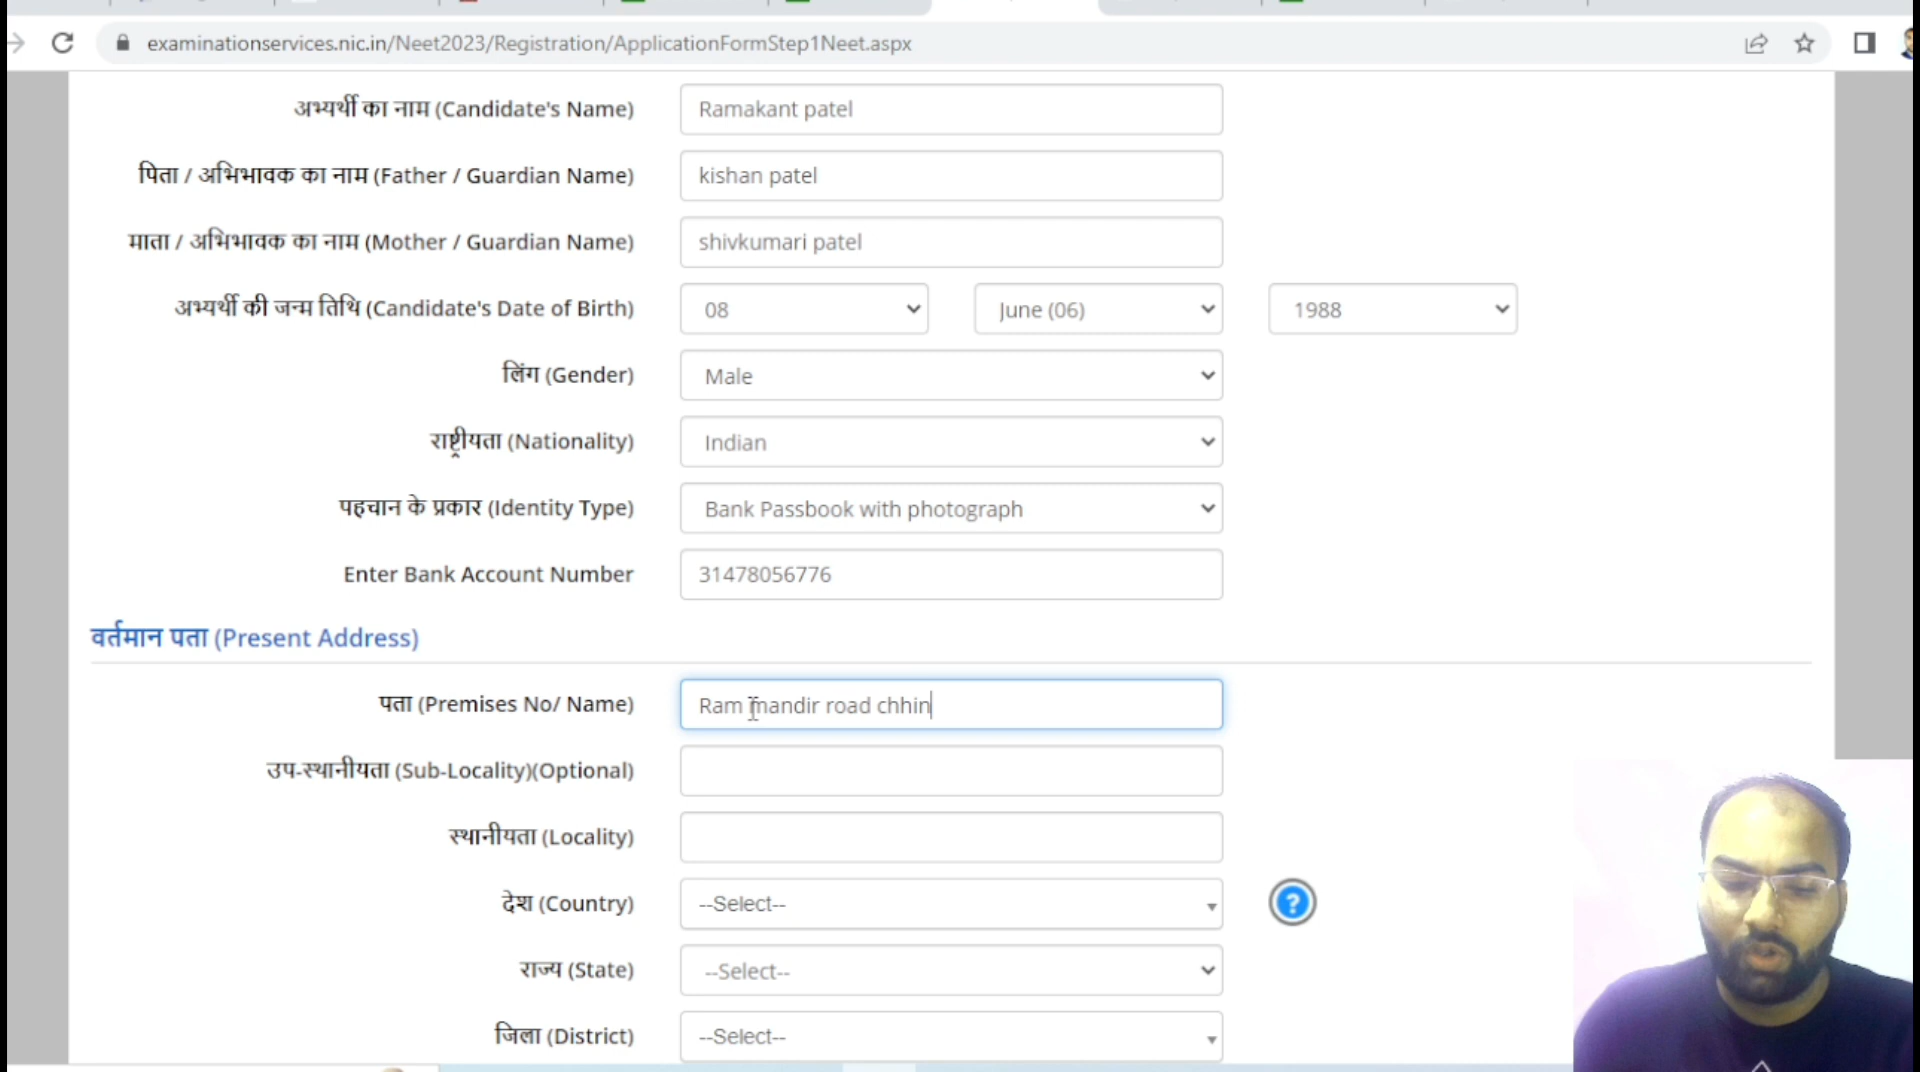 examinationservices.nic.in/Neet2023/Registration/ApplicationFormStep1Neet.aspx
अभ्यर्थी का नाम (Candidate's Name) Ramakant patel
पिता / अभिभावक का नाम (Father / Guardian Name) kishan patel
माता / अभिभावक का नाम (Mother / Guardian Name) shivkumari patel
अभ्यर्थी की जन्म तिथि (Candidate's Date of Birth) 08 June (06) 1988
लिंग (Gender) Male
राष्ट्रीयता (Nationality) Indian
पहचान के प्रकार (Identity Type) Bank Passbook with photograph
Enter Bank Account Number 31478056776
वर्तमान पता (Present Address)
पता (Premises No/ Name) Ram mandir road chhin
उप-स्थानीयता (Sub-Locality)(Optional)
स्थानीयता (Locality)
देश (Country) --Select-- ?
राज्य (State) --Select--
जिला (District) --Select--